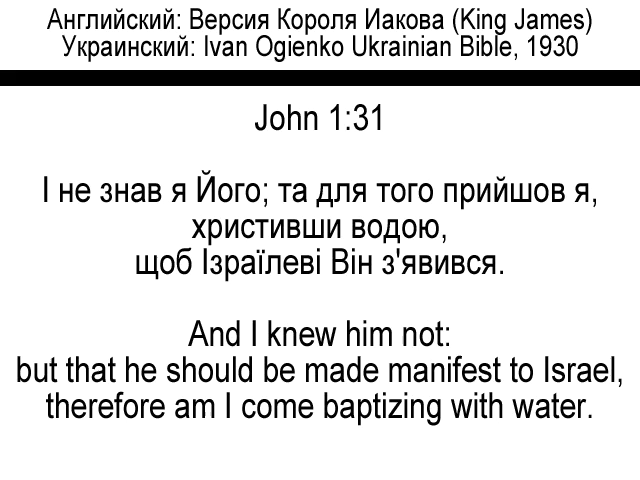 Английский: Версия Короля Иакова (King James)
Украинский: Ivan Ogienko Ukrainian Bible, 1930
John 1:31
І не знав я Його; та для того прийшов я,
христивши водою,
щоб Ізраїлеві Він з'явився.
And I knew him not:
but that he should be made manifest to Israel,
therefore am I come baptizing with water.